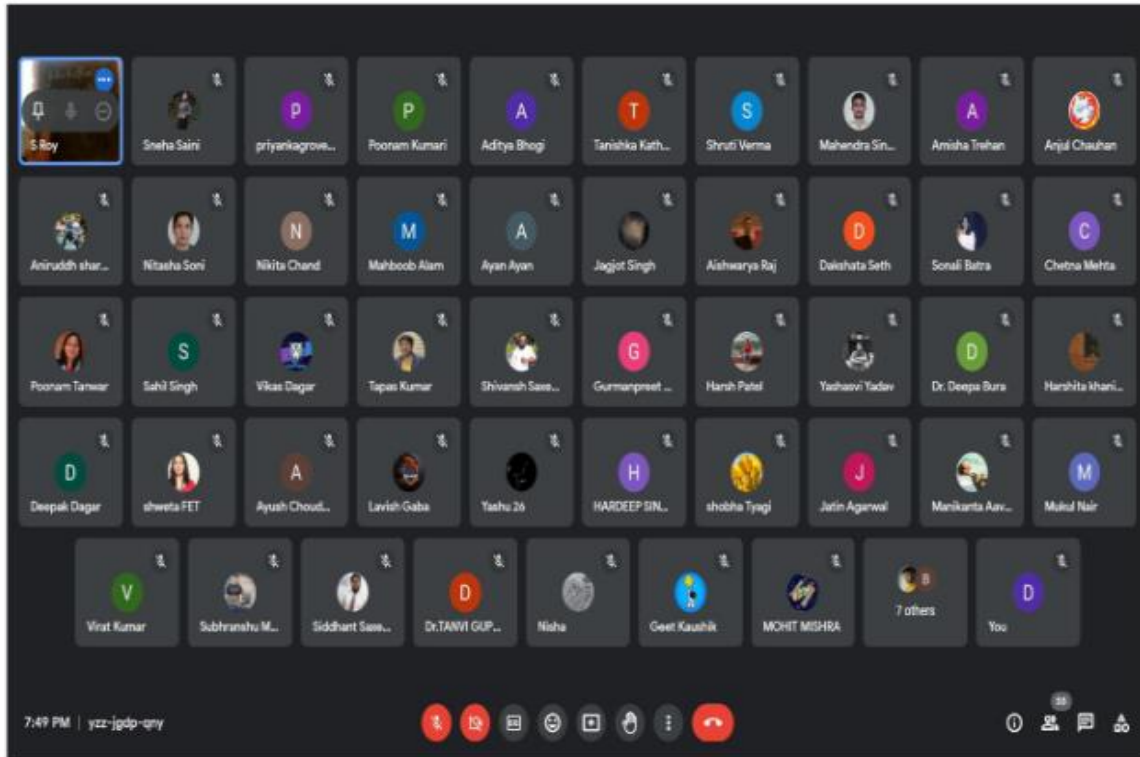 S Roy Sneha Saini priyankagrove... Poonam Kumari Aditya Bhogi Tanishka Kath... Shruti Verma Mahendra Sin... Amisha Trehan Anjul Chauhan
P P A T S A
Aniruddh shar... Nitasha Soni Nikita Chand Mahboob Alam Ayan Ayan Jagjot Singh Aishwarya Raj Dakshata Seth Sonali Batra Chetna Mehta
N M A D C
Poonam Tanwar Sahil Singh Vikas Dagar Tapas Kumar Shivansh Saxe... Gurmanpreet ... Harsh Patel Yashasvi Yadav Dr. Deepa Bura Harshita khani...
S G D
Deepak Dagar shweta FET Ayush Choud... Lavish Gaba Yashu 26 HARDEEP SIN... shobha Tyagi Jatin Agarwal Manikanta Aav... Mukul Nair
D A H J M
Virat Kumar Subhranshu M... Siddhant Saxe... Dr.TANVI GUP... Nisha Geet Kaushik MOHIT MISHRA 7 others You
V D B D
7:49 PM | yzz-jgdp-qny